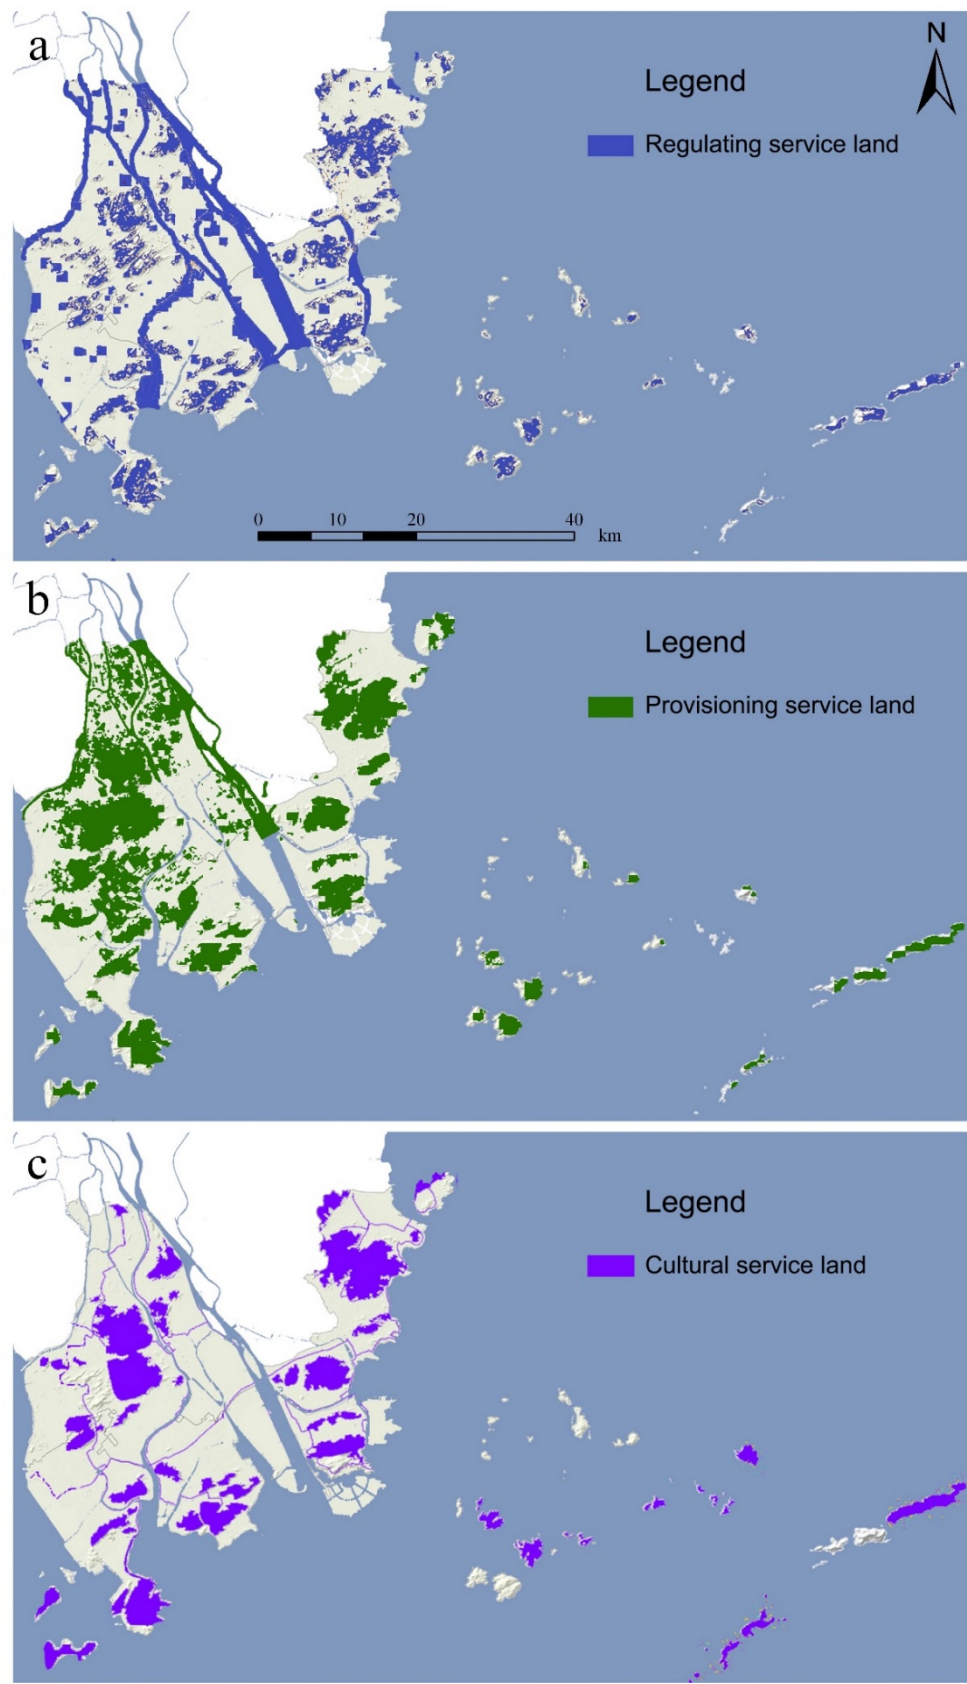 a
N
Legend
Regulating service land
0 10 20 40
km
b
Legend
Provisioning service land
c
Legend
Cultural service land